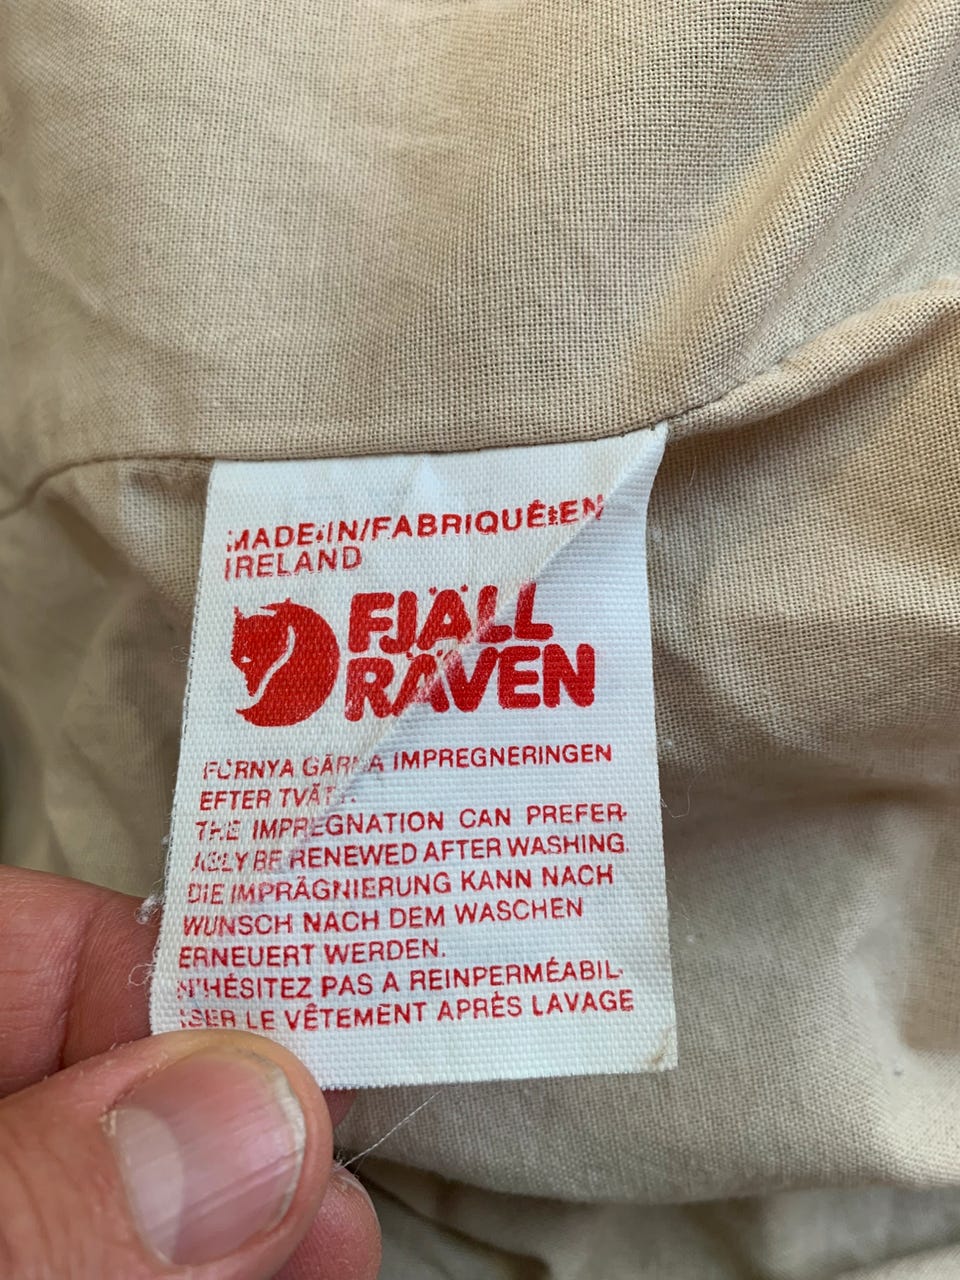 MADE IN/FABRIQUÊ EN
IRELAND
FJÄLL
RÄVEN
FÖRNYA GÄRNA IMPREGNERINGEN
EFTER TVÄTT.
THE IMPREGNATION CAN PREFER-
ABLY BE RENEWED AFTER WASHING.
DIE IMPRÄGNIERUNG KANN NACH
WUNSCH NACH DEM WASCHEN
ERNEUERT WERDEN.
N'HÉSITEZ PAS A REINPERMÉABIL-
ISER LE VÊTEMENT APRÈS LAVAGE